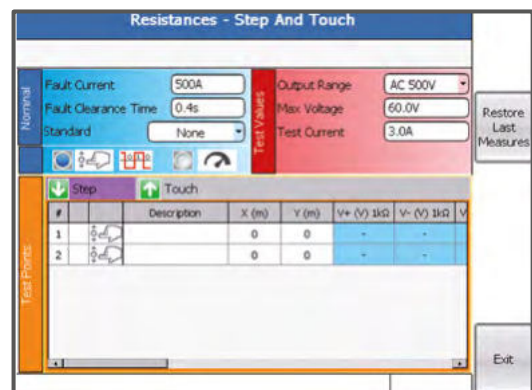 Resistances - Step And Touch
Nominal
Fault Current 500A
Fault Clearance Time 0.4s
Standard None
Test Values
Output Range AC 500V
Max Voltage 60.0V
Test Current 3.0A
Restore
Last
Measures
Step Touch
# Description X (m) Y (m) V+ (V) 1kΩ V- (V) 1kΩ V
1 0 0 - -
2 0 0 - -
Test Points
Exit